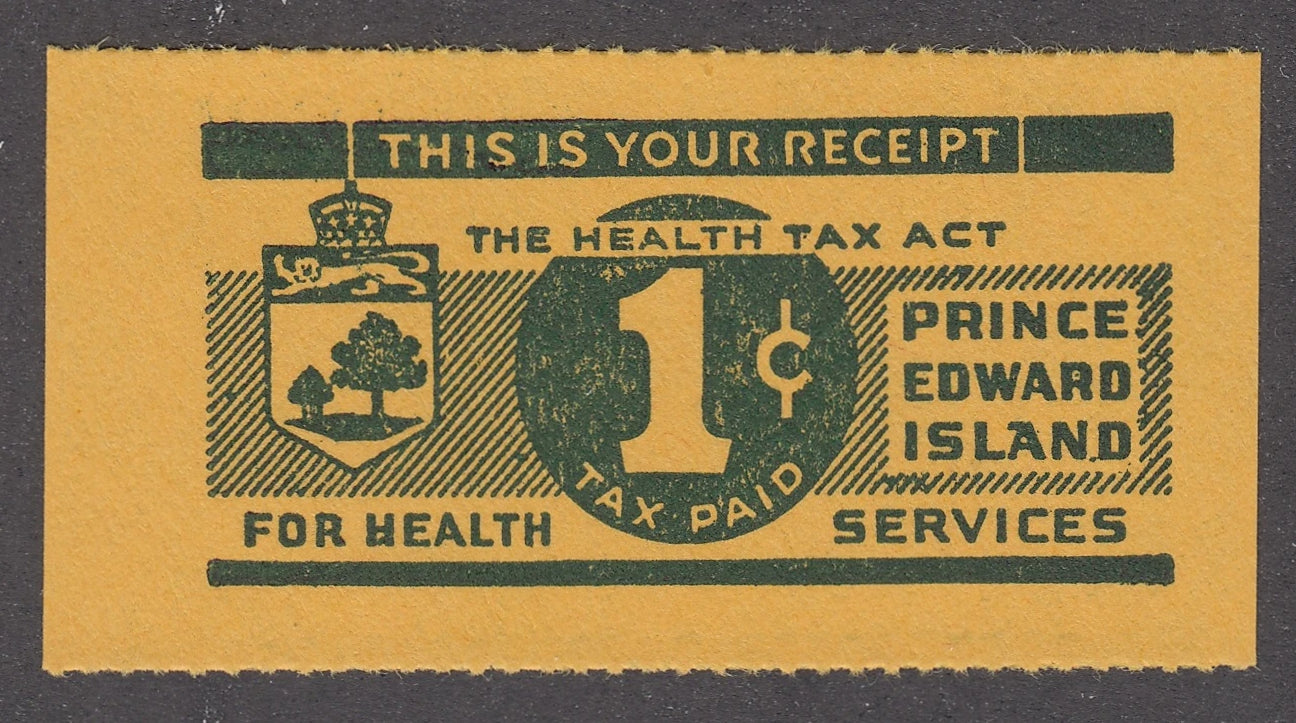 THIS IS YOUR RECEIPT
THE HEALTH TAX ACT
1¢
PRINCE
EDWARD
ISLAND
TAX PAID
FOR HEALTH SERVICES